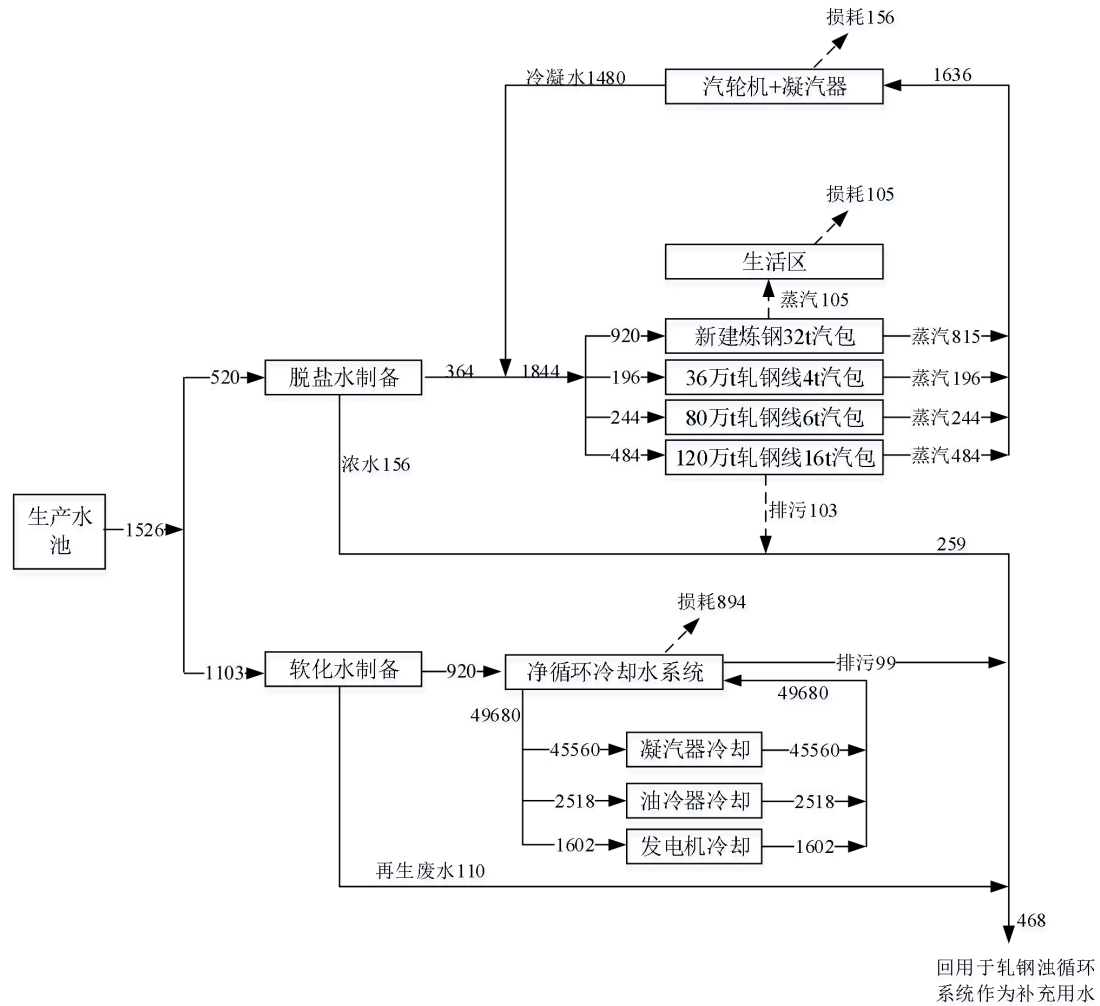 损耗156
冷凝水1480
汽轮机+凝汽器
1636
损耗105
生活区
蒸汽105
920
新建炼钢32t汽包
蒸汽815
520
脱盐水制备
364
1844
196
36万t轧钢线4t汽包
蒸汽196
244
80万t轧钢线6t汽包
蒸汽244
484
120万t轧钢线16t汽包
蒸汽484
浓水156
排污103
生产水
池
1526
259
损耗894
1103
软化水制备
920
净循环冷却水系统
排污99
49680
49680
45560
凝汽器冷却
45560
2518
油冷器冷却
2518
1602
发电机冷却
1602
再生废水110
468
回用于轧钢浊循环
系统作为补充用水